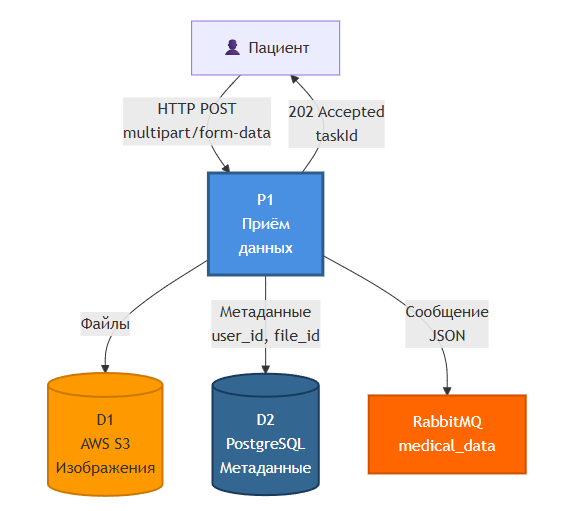 Пациент
HTTP POST
multipart/form-data
202 Accepted
taskId
P1
Приём
данных
Файлы
Метаданные
user_id, file_id
Сообщение
JSON
D1
AWS S3
Изображения
D2
PostgreSQL
Метаданные
RabbitMQ
medical_data